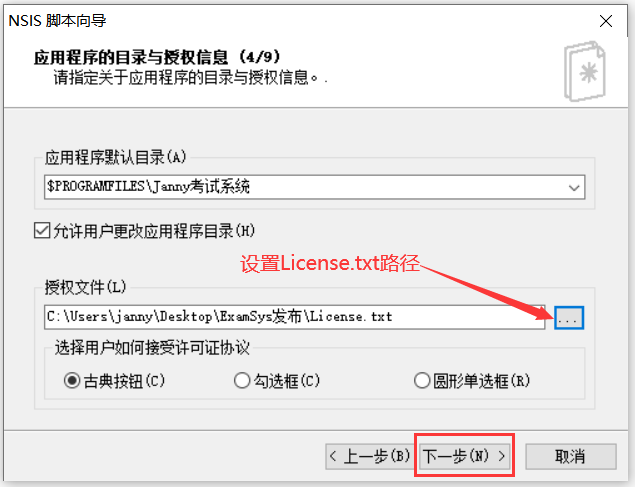 NSIS 脚本向导
应用程序的目录与授权信息 (4/9)
请指定关于应用程序的目录与授权信息。.
应用程序默认目录(A)
$PROGRAMFILES\Janny考试系统
允许用户更改应用程序目录(H)
设置License.txt路径
授权文件(L)
C:\Users\janny\Desktop\ExamSys发布\License.txt
...
选择用户如何接受许可证协议
古典按钮(C) 勾选框(C) 圆形单选框(R)
< 上一步(B) 下一步(N) > 取消